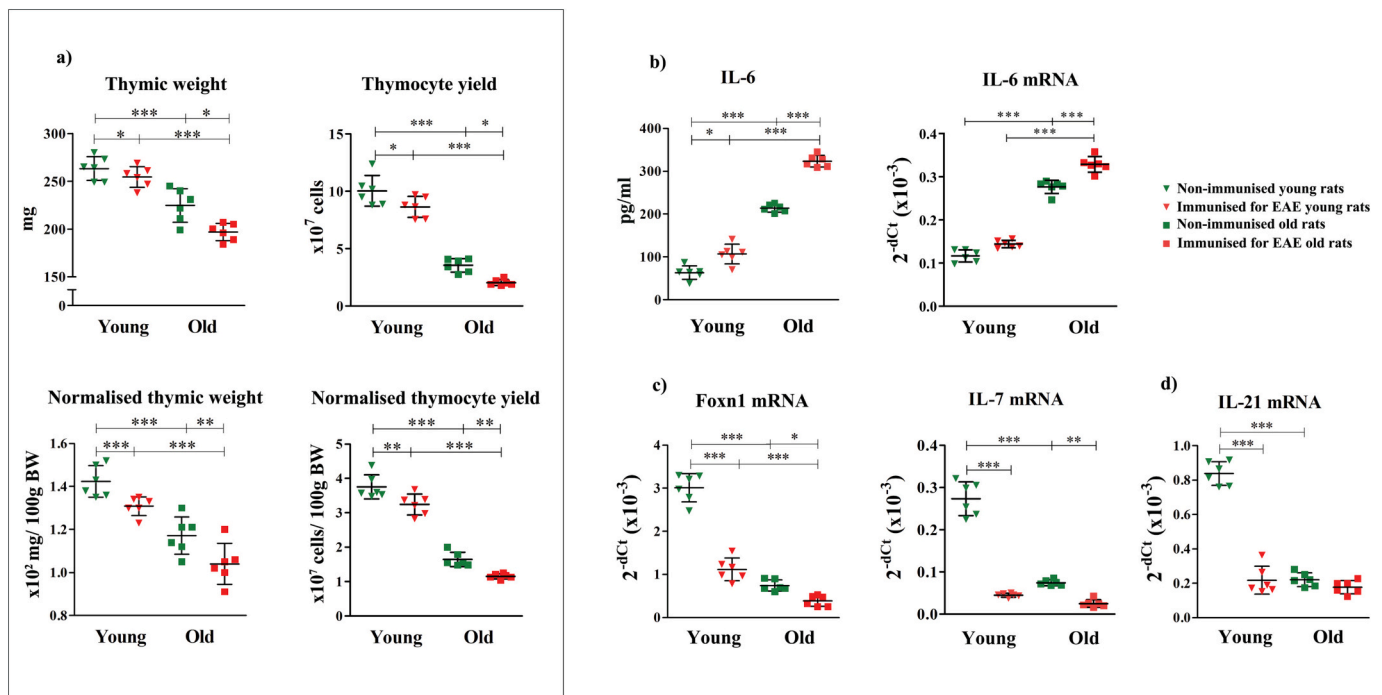 a)
Thymic weight
*** *
* ***
mg
300
250
200
150
0
Young Old
Thymocyte yield
*** *
* ***
x10⁷ cells
15
10
5
0
Young Old
Normalised thymic weight
*** **
*** ***
x10² mg/ 100g BW
1.6
1.4
1.2
1.0
0.8
Young Old
Normalised thymocyte yield
*** **
** ***
x10⁷ cells/ 100g BW
5
4
3
2
1
0
Young Old
b)
IL-6
*** ***
* ***
pg/ml
400
300
200
100
0
Young Old
IL-6 mRNA
*** ***
***
2⁻ᵈᶜᵗ (x10⁻³)
0.4
0.3
0.2
0.1
0.0
Young Old
Non-immunised young rats
Immunised for EAE young rats
Non-immunised old rats
Immunised for EAE old rats
c)
Foxn1 mRNA
*** *
*** ***
2⁻ᵈᶜᵗ (x10⁻³)
4
3
2
1
0
Young Old
IL-7 mRNA
*** **
***
2⁻ᵈᶜᵗ (x10⁻³)
0.4
0.3
0.2
0.1
0.0
Young Old
d)
IL-21 mRNA
***
***
2⁻ᵈᶜᵗ (x10⁻³)
1.0
0.8
0.6
0.4
0.2
0.0
Young Old